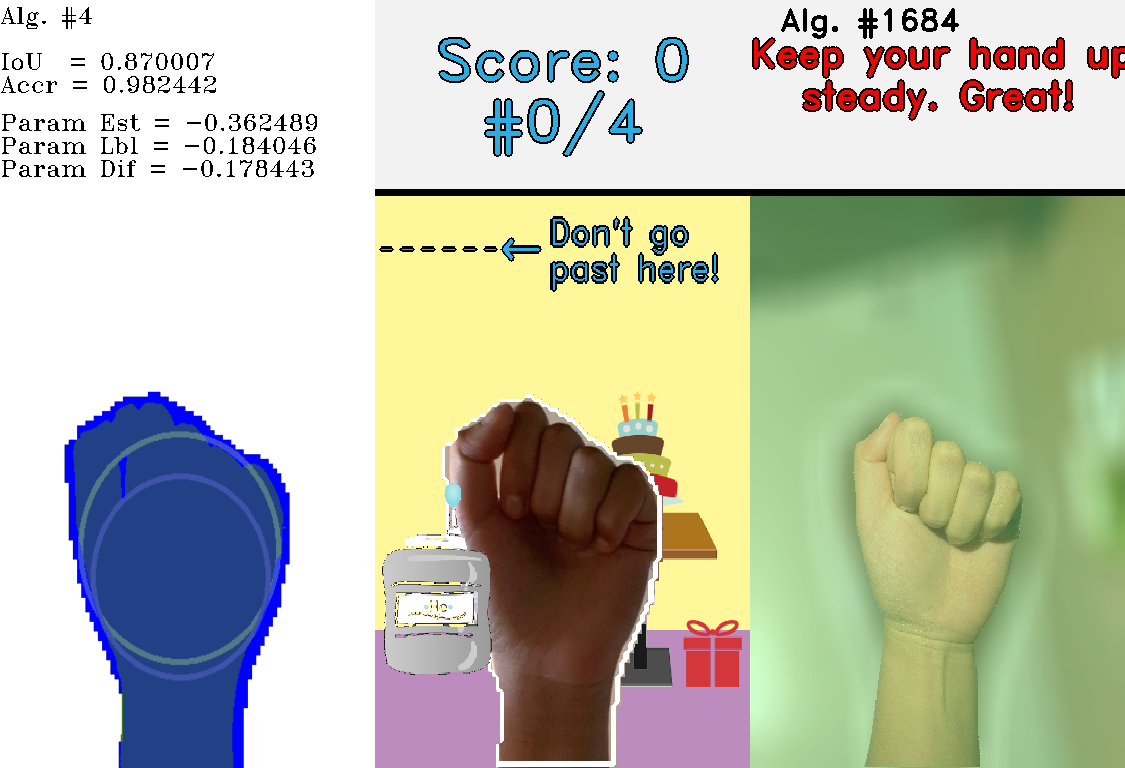 Alg. #4
IoU  = 0.870007
Accr = 0.982442
Param Est = −0.362489
Param Lbl = −0.184046
Param Dif = −0.178443
Score: 0
#0/4
Alg. #1684
Keep your hand up
steady. Great!
Don't go
past here!